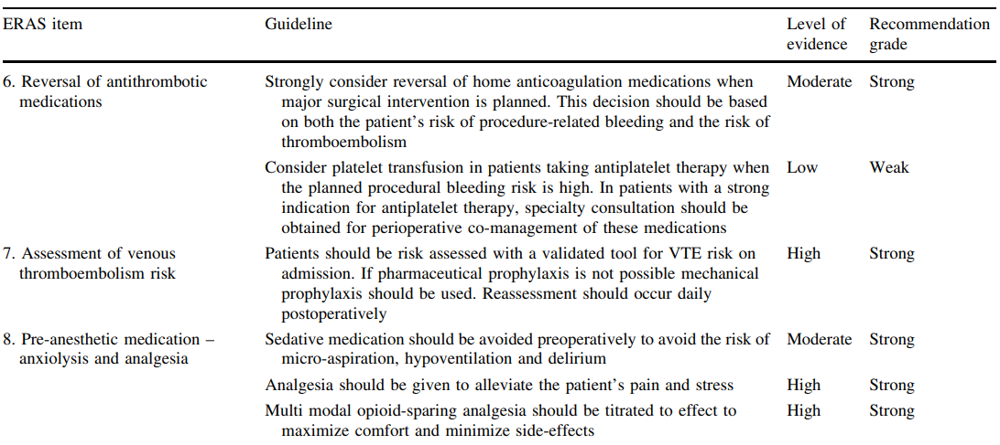 ERAS item Guideline Level of evidence Recommendation grade
6. Reversal of antithrombotic medications
Strongly consider reversal of home anticoagulation medications when
major surgical intervention is planned. This decision should be based
on both the patient's risk of procedure-related bleeding and the risk of
thromboembolism
Moderate Strong
Consider platelet transfusion in patients taking antiplatelet therapy when
the planned procedural bleeding risk is high. In patients with a strong
indication for antiplatelet therapy, specialty consultation should be
obtained for perioperative co-management of these medications
Low Weak
7. Assessment of venous
thromboembolism risk
Patients should be risk assessed with a validated tool for VTE risk on
admission. If pharmaceutical prophylaxis is not possible mechanical
prophylaxis should be used. Reassessment should occur daily
postoperatively
High Strong
8. Pre-anesthetic medication –
anxiolysis and analgesia
Sedative medication should be avoided preoperatively to avoid the risk of
micro-aspiration, hypoventilation and delirium
Moderate Strong
Analgesia should be given to alleviate the patient's pain and stress
High Strong
Multi modal opioid-sparing analgesia should be titrated to effect to
maximize comfort and minimize side-effects
High Strong